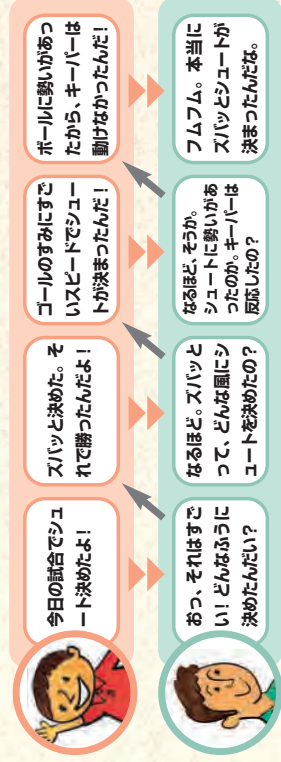 今日の試合でシュ
ート決めたよ!
おっ、それはすご
い!どんなふうに
決めたんだい?
ズバッと決めた。そ
れで勝ったんだよ!
なるほど。ズバッと
って、どんな風にシ
ュートを決めたの?
ゴールのすみにすご
いスピードでシュー
トが決まったんだ!
なるほど、そうか。
シュートに勢いがあ
ったのか。キーパーは
反応したの?
ボールに勢いがあっ
たから、キーパーは
動けなかったんだ!
フムフム。本当に
ズバッとシュートが
決まったんだな。